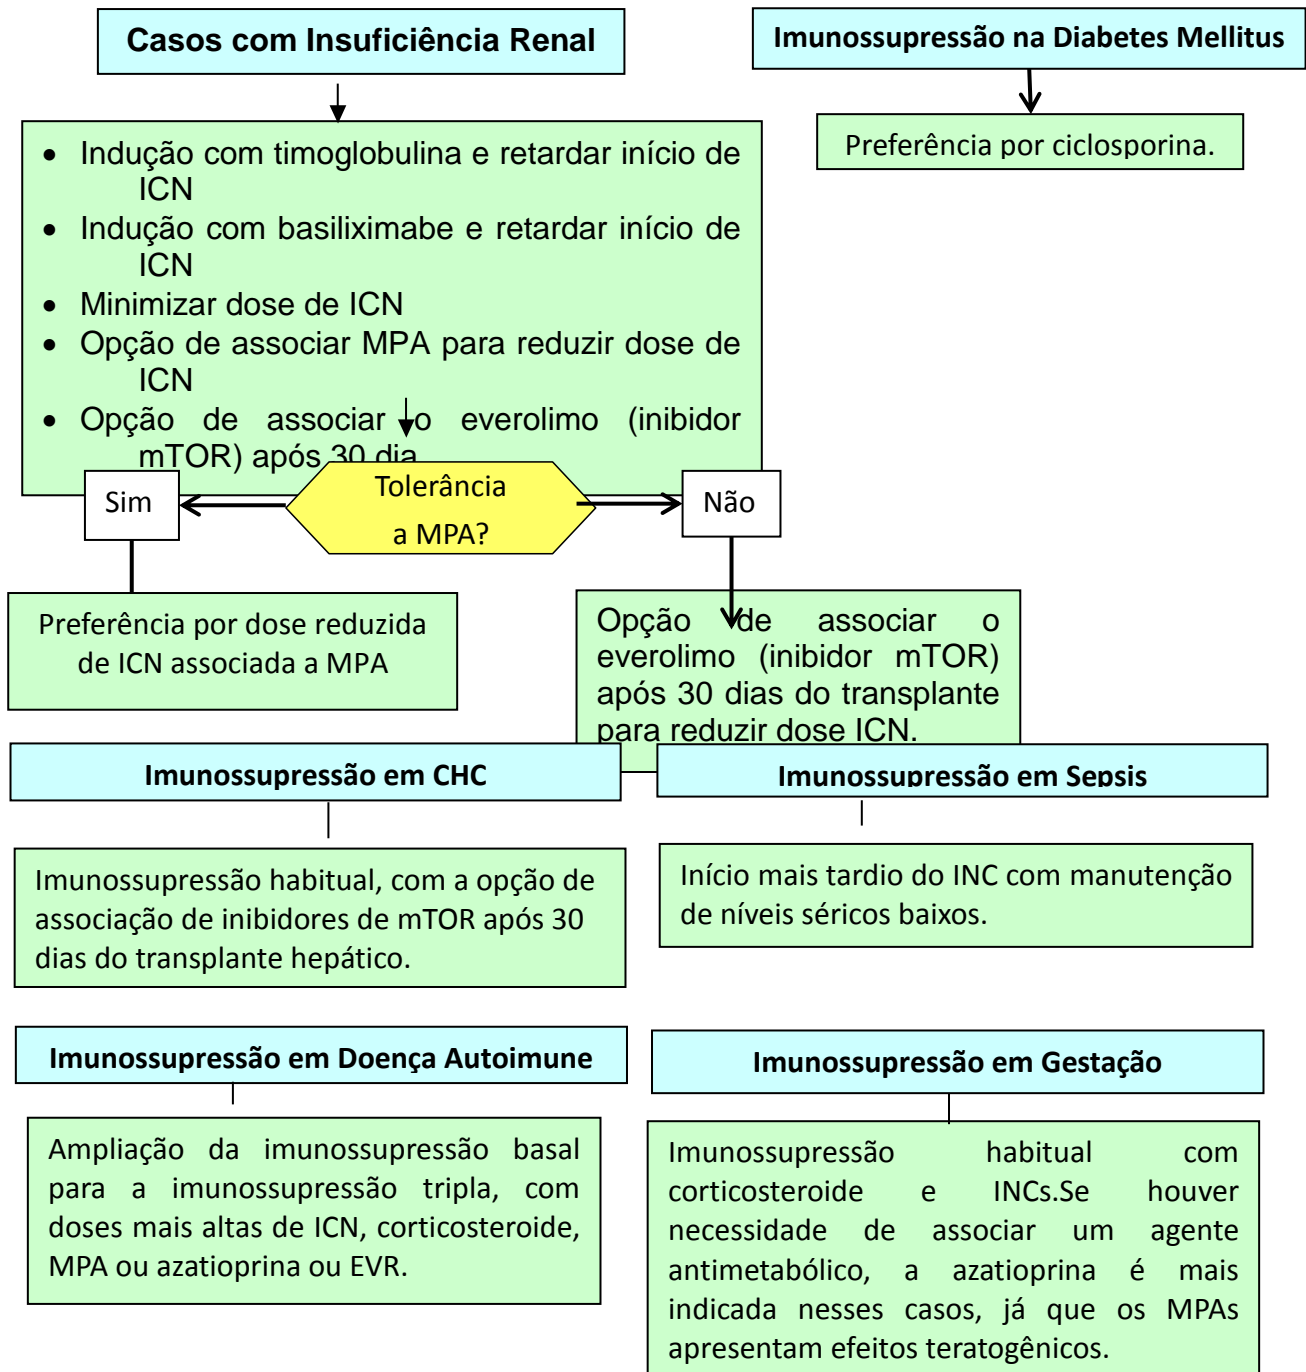 Casos com Insuficiência Renal
Imunossupressão na Diabetes Mellitus
Preferência por ciclosporina.
• Indução com timoglobulina e retardar início de
ICN
• Indução com basiliximabe e retardar início de
ICN
• Minimizar dose de ICN
• Opção de associar MPA para reduzir dose de
ICN
• Opção de associar o everolimo (inibidor
mTOR) após 30 dia
Sim
Tolerância
a MPA?
Não
Preferência por dose reduzida
de ICN associada a MPA
Opção de associar o
everolimo (inibidor mTOR)
após 30 dias do transplante
para reduzir dose ICN.
Imunossupressão em CHC
Imunossupressão em Sepsis
Imunossupressão habitual, com a opção de
associação de inibidores de mTOR após 30
dias do transplante hepático.
Início mais tardio do INC com manutenção
de níveis séricos baixos.
Imunossupressão em Doença Autoimune
Imunossupressão em Gestação
Ampliação da imunossupressão basal
para a imunossupressão tripla, com
doses mais altas de ICN, corticosteroide,
MPA ou azatioprina ou EVR.
Imunossupressão habitual com
corticosteroide e INCs.Se houver
necessidade de associar um agente
antimetabólico, a azatioprina é mais
indicada nesses casos, já que os MPAs
apresentam efeitos teratogênicos.